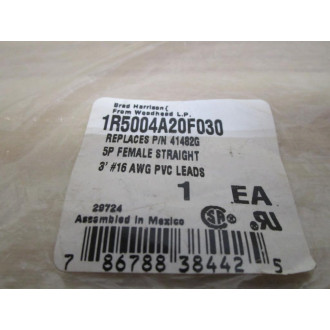 Brad Harrison (
From Woodhead L.P.
1R5004A20F030
REPLACES P/N 41482G
5P FEMALE STRAIGHT
3' #16 AWG PVC LEADS
1 EA
29724
Assembled in Mexico
7 86788 38442 5